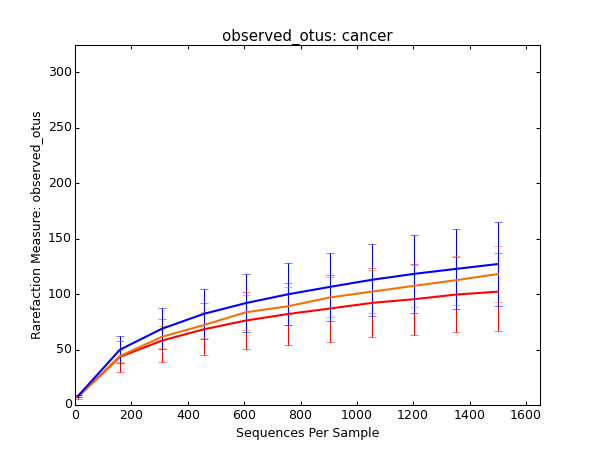 observed_otus: cancer
Rarefaction Measure: observed_otus
300
250
200
150
100
50
0
0 200 400 600 800 1000 1200 1400 1600
Sequences Per Sample